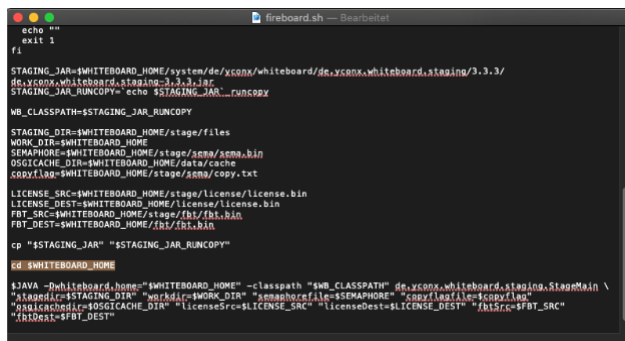 fireboard.sh — Bearbeitet
echo ""
exit 1
fi
STAGING_JAR=$WHITEBOARD_HOME/system/de/yconx/whiteboard/de.yconx.whiteboard.staging/3.3.3/
de.yconx.whiteboard.staging-3.3.3.jar
STAGING_JAR_RUNCOPY=`echo $STAGING_JAR`_runcopy
WB_CLASSPATH=$STAGING_JAR_RUNCOPY
STAGING_DIR=$WHITEBOARD_HOME/stage/files
WORK_DIR=$WHITEBOARD_HOME
SEMAPHORE=$WHITEBOARD_HOME/stage/sema/sema.bin
OSGICACHE_DIR=$WHITEBOARD_HOME/data/cache
copyflag=$WHITEBOARD_HOME/stage/sema/copy.txt
LICENSE_SRC=$WHITEBOARD_HOME/stage/license/license.bin
LICENSE_DEST=$WHITEBOARD_HOME/license/license.bin
FBT_SRC=$WHITEBOARD_HOME/stage/fbt/fbt.bin
FBT_DEST=$WHITEBOARD_HOME/fbt/fbt.bin
cp "$STAGING_JAR" "$STAGING_JAR_RUNCOPY"
cd $WHITEBOARD_HOME
$JAVA -Dwhiteboard.home="$WHITEBOARD_HOME" -classpath "$WB_CLASSPATH" de.yconx.whiteboard.staging.StageMain \
"stagedir=$STAGING_DIR" "workdir=$WORK_DIR" "semaphorefile=$SEMAPHORE" "copyflagfile=$copyflag"
"osgicachedir=$OSGICACHE_DIR" "licenseSrc=$LICENSE_SRC" "licenseDest=$LICENSE_DEST" "fbtSrc=$FBT_SRC"
"fbtDest=$FBT_DEST"